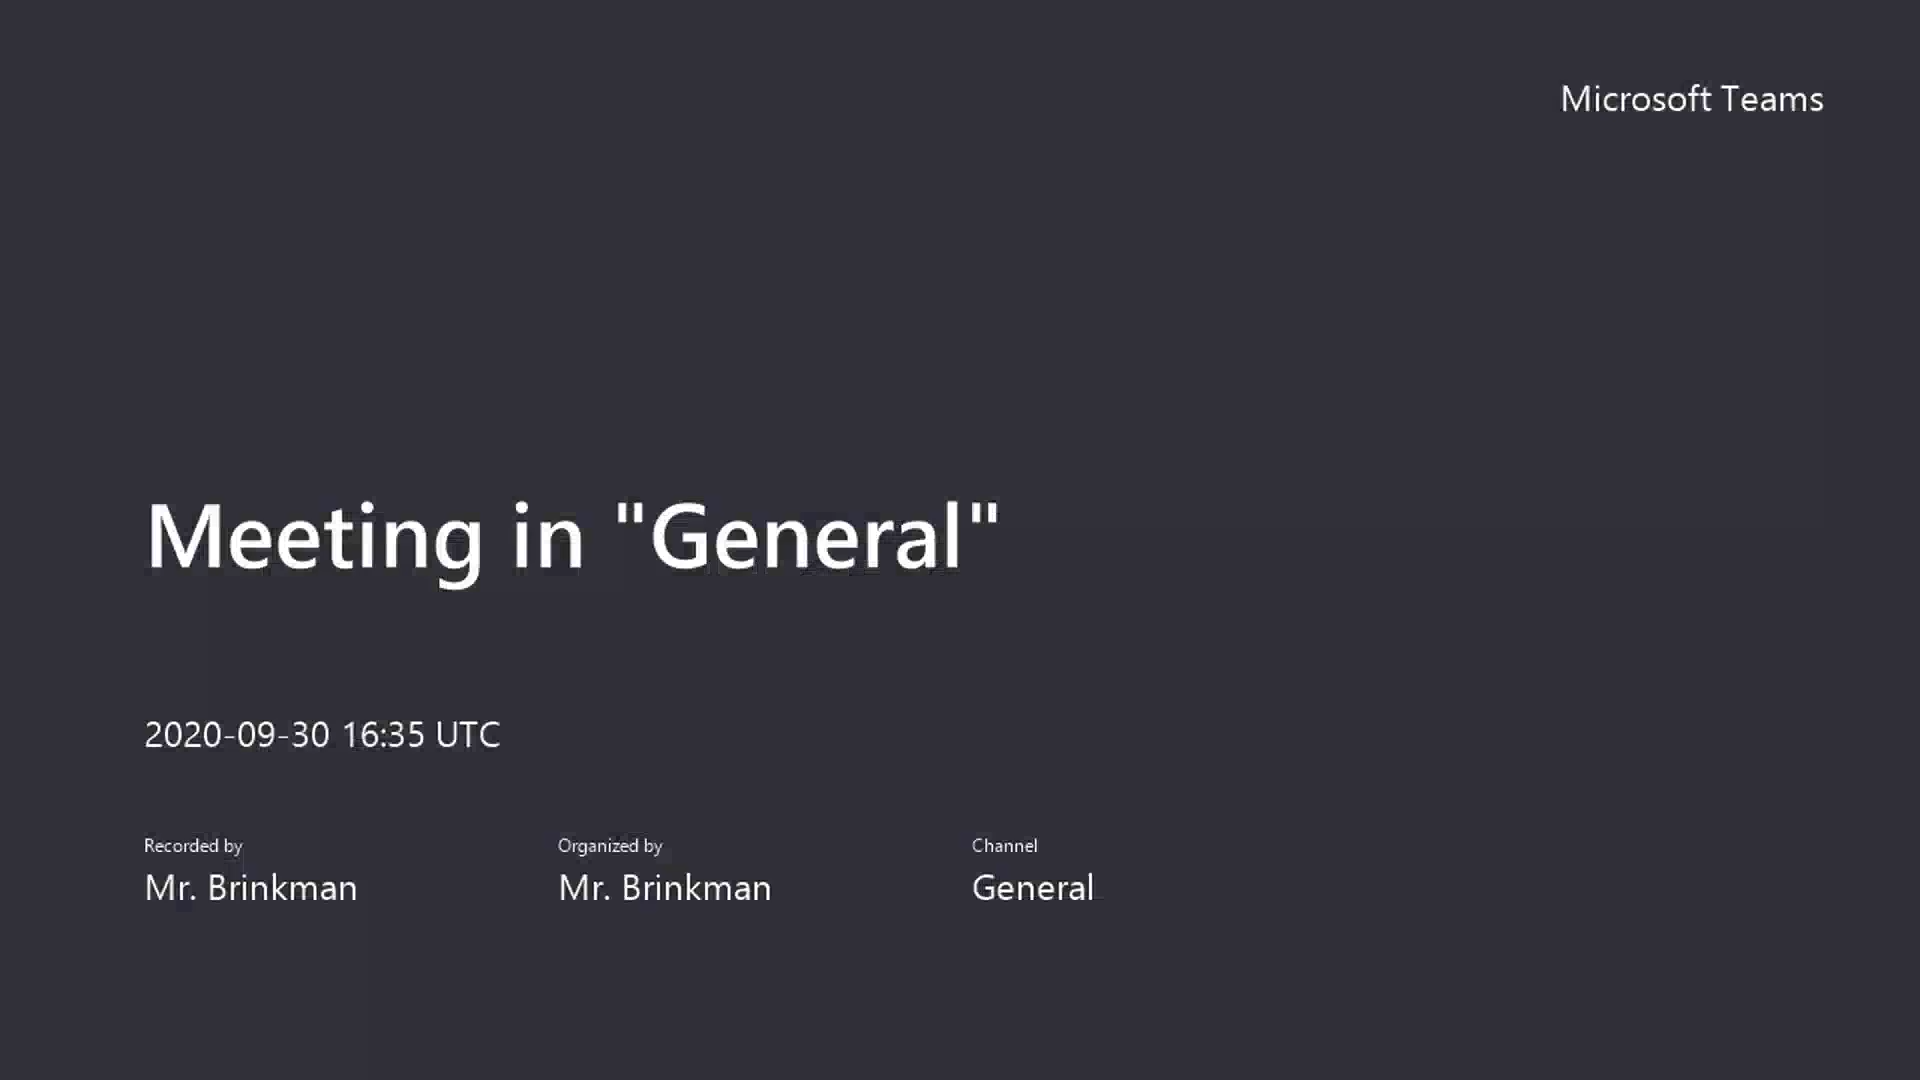 Microsoft Teams
Meeting in "General"
2020-09-30 16:35 UTC
Recorded by
Organized by
Channel
Mr. Brinkman
Mr. Brinkman
General